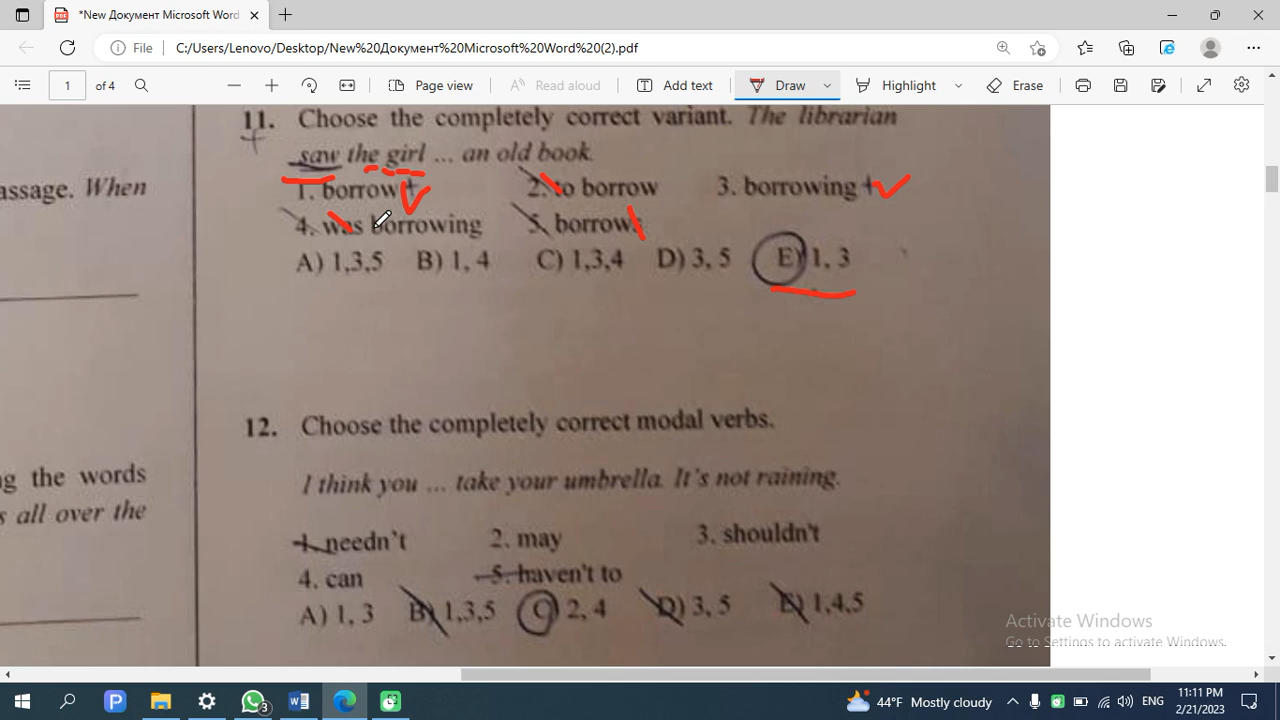 *New Документ Microsoft Word
File
C:/Users/Lenovo/Desktop/New%20Документ%20Microsoft%20Word%20(2).pdf
1 of 4
Page view
Read aloud
Add text
Draw
Highlight
Erase
assage. When
g the words
s all over the
11. Choose the completely correct variant. The librarian
saw the girl ... an old book.
1. borrow + 2. to borrow 3. borrowing +
4. was borrowing 5. borrows
A) 1,3,5 B) 1, 4 C) 1,3,4 D) 3, 5 E) 1, 3
12. Choose the completely correct modal verbs.
I think you ... take your umbrella. It's not raining.
1. needn't 2. may 3. shouldn't
4. can 5. haven't to
A) 1, 3 B) 1,3,5 C) 2, 4 D) 3, 5 E) 1,4,5
Activate Windows
Go to Settings to activate Windows.
3
44°F Mostly cloudy
ENG
11:11 PM
2/21/2023